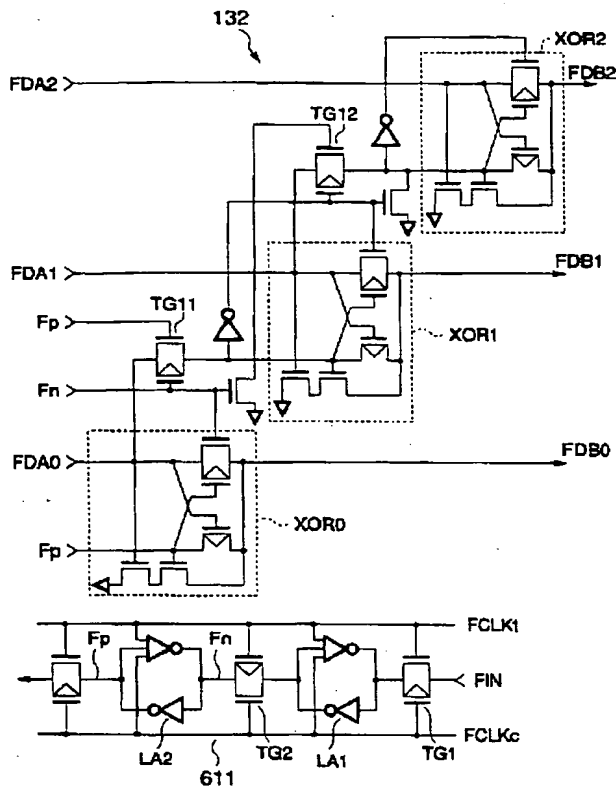 132
XOR2
FDA2
FDB2
TG12
FDA1
FDB1
TG11
Fp
XOR1
Fn
FDA0
FDB0
XOR0
Fp
FCLKt
Fp
Fn
FIN
LA2
TG2
LA1
TG1
FCLKc
611